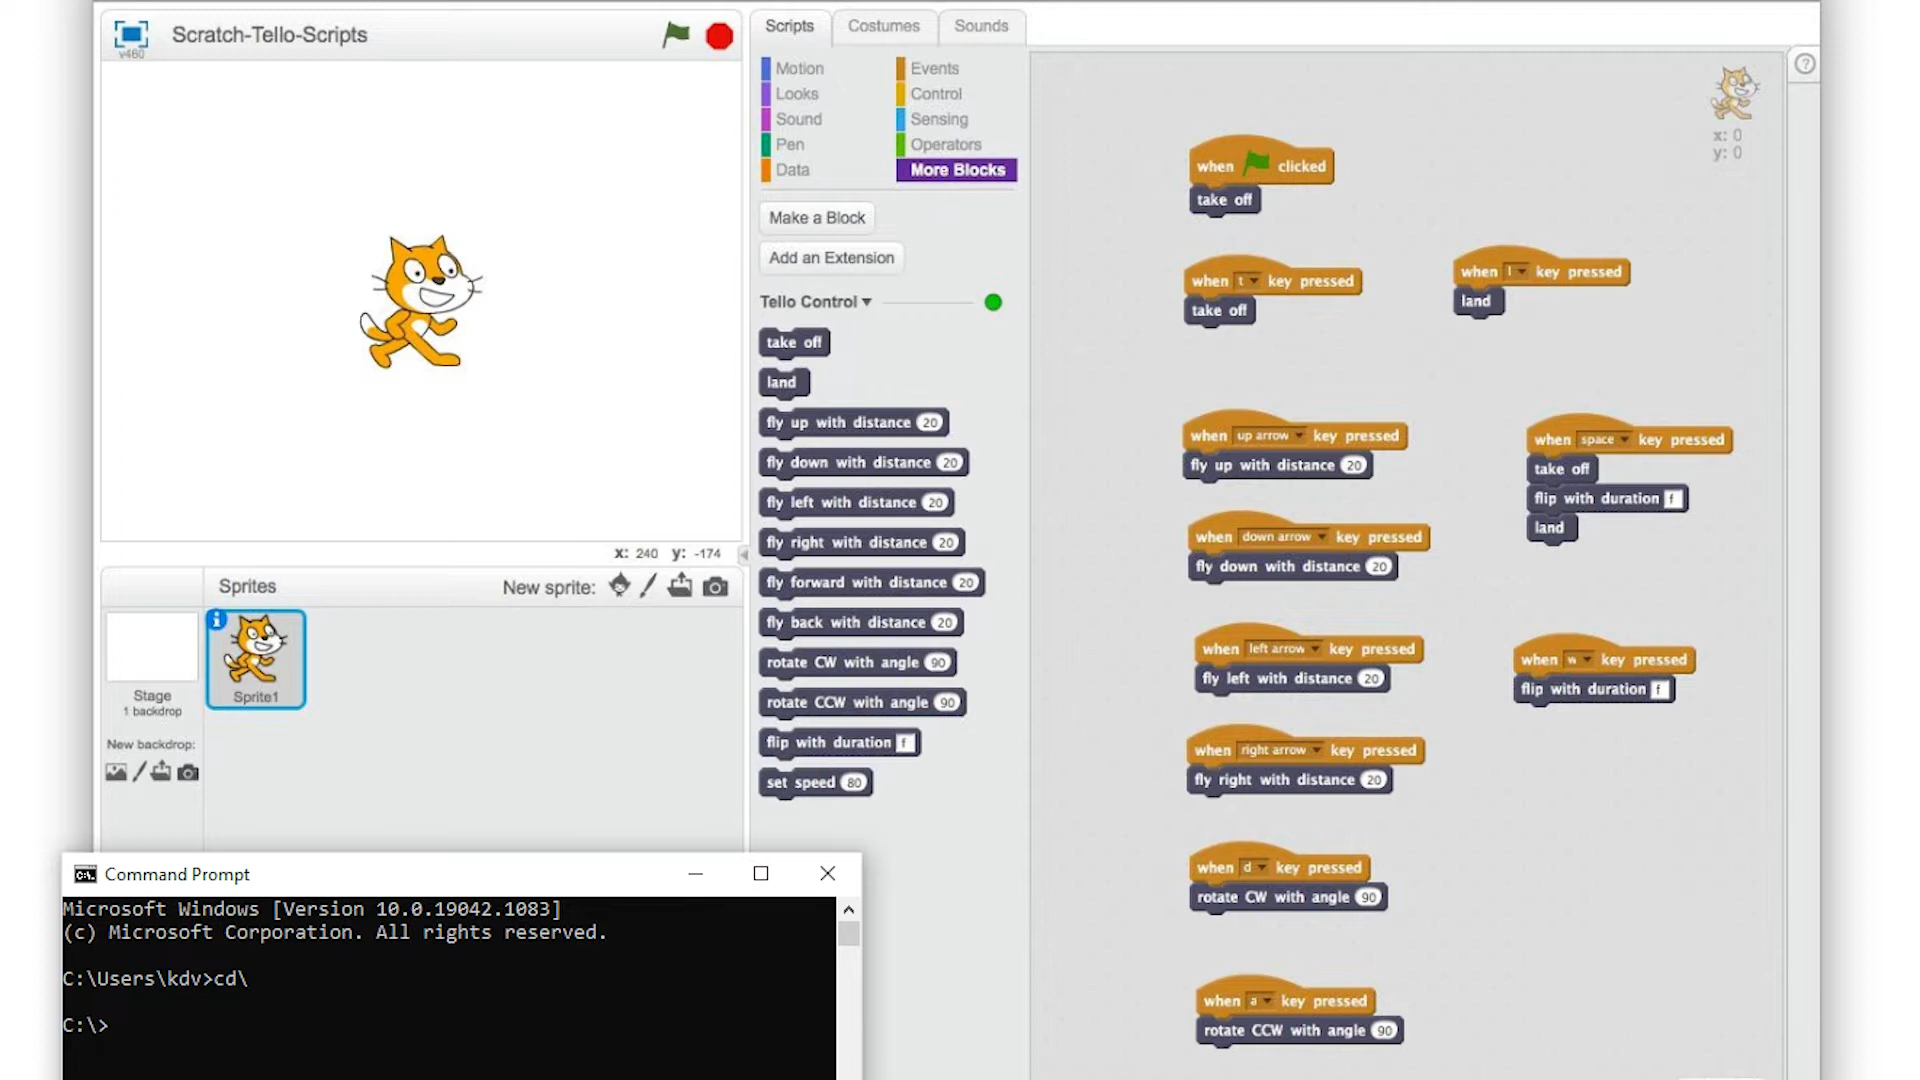 v460
Scratch-Tello-Scripts
Scripts
Costumes
Sounds
Motion
Looks
Sound
Pen
Data
Events
Control
Sensing
Operators
More Blocks
Make a Block
Add an Extension
Tello Control
take off
land
fly up with distance 20
fly down with distance 20
fly left with distance 20
fly right with distance 20
fly forward with distance 20
fly back with distance 20
rotate CW with angle 90
rotate CCW with angle 90
flip with duration f
set speed 80
x: 240 y: -174
Sprites
New sprite:
Stage
1 backdrop
New backdrop:
Sprite1
x: 0
y: 0
when clicked
take off
when t key pressed
take off
when l key pressed
land
when up arrow key pressed
fly up with distance 20
when space key pressed
take off
flip with duration f
land
when down arrow key pressed
fly down with distance 20
when left arrow key pressed
fly left with distance 20
when w key pressed
flip with duration f
when right arrow key pressed
fly right with distance 20
when d key pressed
rotate CW with angle 90
when a key pressed
rotate CCW with angle 90
Command Prompt
Microsoft Windows [Version 10.0.19042.1083]
(c) Microsoft Corporation. All rights reserved.
C:\Users\kdv>cd\
C:\>